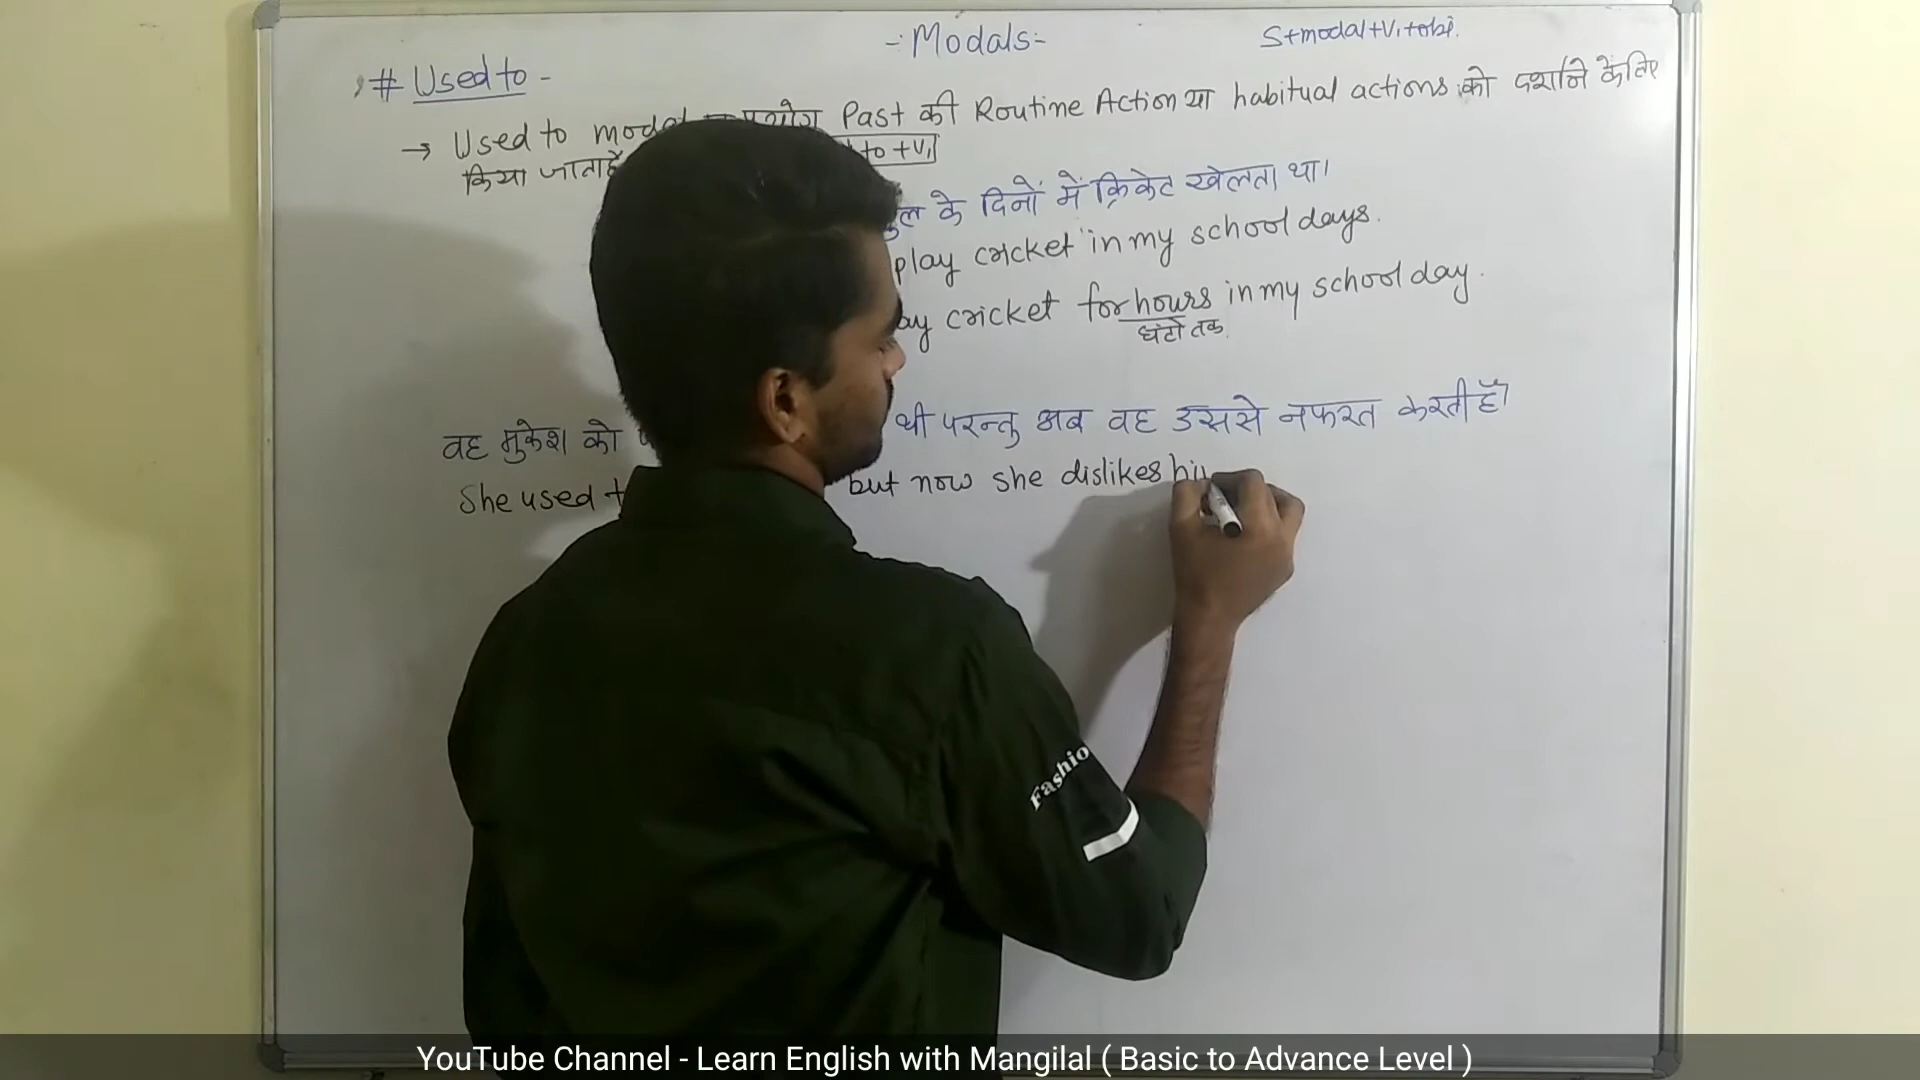 -: Modals:-
S+modal+V₁+obj.
# Used to -
→ Used to modal प्रयोग Past की Routine Action या habitual actions को दर्शाने के लिए
किया जाता है to +V₁
के दिनों में क्रिकेट खेलता था।
play cricket in my school days.
cricket for hours in my school day.
घंटो तक
वह मुकेश को थी परन्तु अब वह उससे नफरत करती हैं
She used but now she dislikes
Fashio
YouTube Channel - Learn English with Mangilal ( Basic to Advance Level )